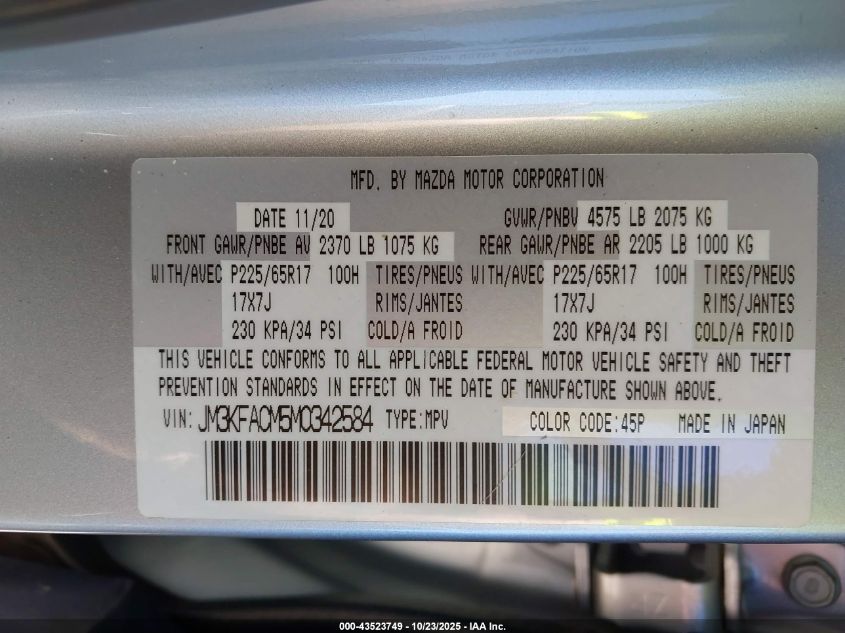 MFD. BY MAZDA MOTOR CORPORATION
DATE 11/20 GVWR/PNBV 4575 LB 2075 KG
FRONT GAWR/PNBE AV 2370 LB 1075 KG REAR GAWR/PNBE AR 2205 LB 1000 KG
WITH/AVEC P225/65R17 100H TIRES/PNEUS WITH/AVEC P225/65R17 100H TIRES/PNEUS
17X7J RIMS/JANTES 17X7J RIMS/JANTES
230 KPA/34 PSI COLD/A FROID 230 KPA/34 PSI COLD/A FROID
THIS VEHICLE CONFORMS TO ALL APPLICABLE FEDERAL MOTOR VEHICLE SAFETY AND THEFT
PREVENTION STANDARDS IN EFFECT ON THE DATE OF MANUFACTURE SHOWN ABOVE.
VIN: JM3KFACM5M0342584 TYPE:MPV COLOR CODE:45P MADE IN JAPAN
000-43523749 - 10/23/2025 - IAA Inc.